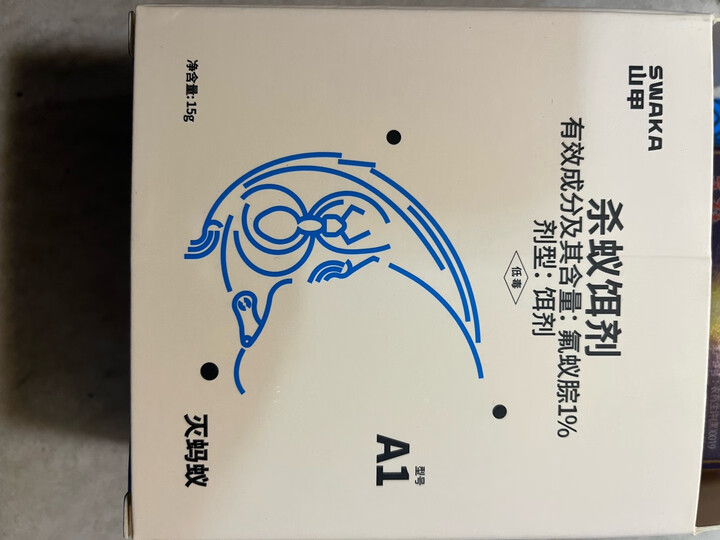 SWAKA
山甲
杀蚁饵剂
有效成分及其含量：氟蚁腙1%
剂型：饵剂
低毒
型号
A1
净含量: 15g
灭蚂蚁